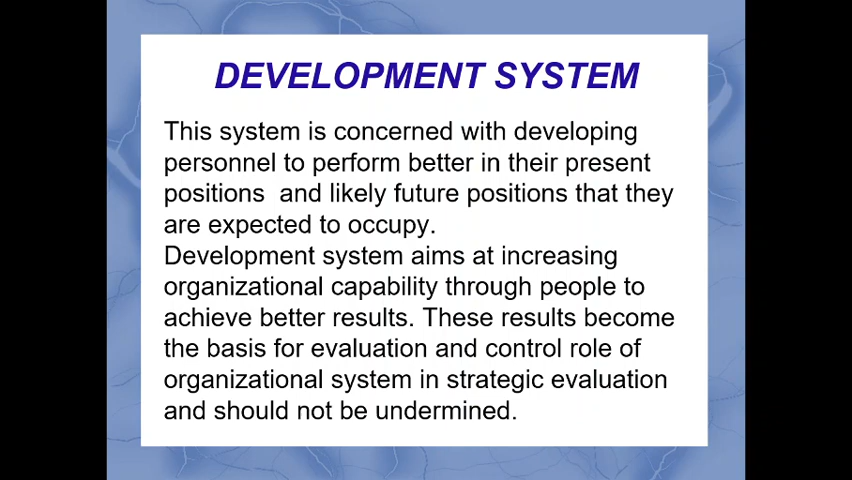 DEVELOPMENT SYSTEM
This system is concerned with developing
personnel to perform better in their present
positions  and likely future positions that they
are expected to occupy.
Development system aims at increasing
organizational capability through people to
achieve better results. These results become
the basis for evaluation and control role of
organizational system in strategic evaluation
and should not be undermined.